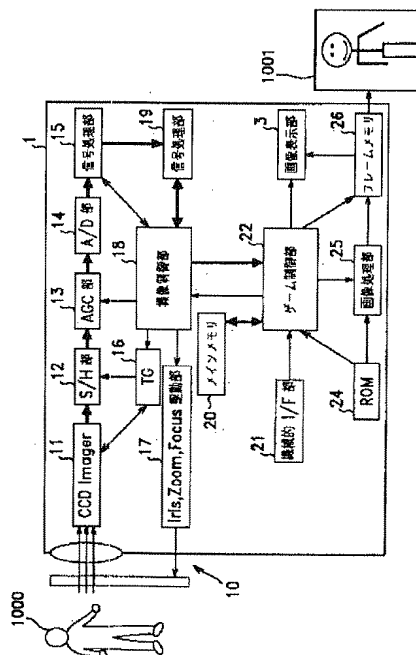 1000
10
1
11
CCD Imager
12
S/H 部
13
AGC 部
14
A/D 部
15
信号処理部
16
TG
17
Iris,Zoom,Focus 駆動部
18
撮像制御部
19
信号処理部
20
メインメモリ
21
機械的 I/F 部
22
ゲーム制御部
3
画像表示部
24
ROM
25
画像処理部
26
フレームメモリ
1001